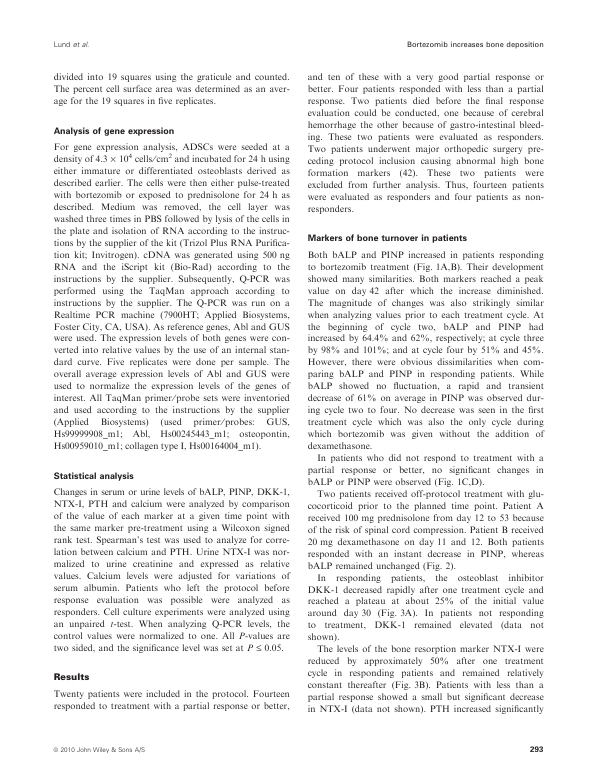 Lund et al.
Bortezomib increases bone deposition
divided into 19 squares using the graticule and counted.
The percent cell surface area was determined as an aver-
age for the 19 squares in five replicates.
Analysis of gene expression
For gene expression analysis, ADSCs were seeded at a
density of 4.3 × 10⁴ cells/cm² and incubated for 24 h using
either immature or differentiated osteoblasts derived as
described earlier. The cells were then either pulse-treated
with bortezomib or exposed to prednisolone for 24 h as
described. Medium was removed, the cell layer was
washed three times in PBS followed by lysis of the cells in
the plate and isolation of RNA according to the instruc-
tions by the supplier of the kit (Trizol Plus RNA Purifica-
tion kit; Invitrogen). cDNA was generated using 500 ng
RNA and the iScript kit (Bio-Rad) according to the
instructions by the supplier. Subsequently, Q-PCR was
performed using the TaqMan approach according to
instructions by the supplier. The Q-PCR was run on a
Realtime PCR machine (7900HT; Applied Biosystems,
Foster City, CA, USA). As reference genes, Abl and GUS
were used. The expression levels of both genes were con-
verted into relative values by the use of an internal stan-
dard curve. Five replicates were done per sample. The
overall average expression levels of Abl and GUS were
used to normalize the expression levels of the genes of
interest. All TaqMan primer/probe sets were inventoried
and used according to the instructions by the supplier
(Applied Biosystems) (used primer/probes: GUS,
Hs99999908_m1; Abl, Hs00245443_m1; osteopontin,
Hs00959010_m1; collagen type I, Hs00164004_m1).
Statistical analysis
Changes in serum or urine levels of bALP, PINP, DKK-1,
NTX-I, PTH and calcium were analyzed by comparison
of the value of each marker at a given time point with
the same marker pre-treatment using a Wilcoxon signed
rank test. Spearman's test was used to analyze for corre-
lation between calcium and PTH. Urine NTX-I was nor-
malized to urine creatinine and expressed as relative
values. Calcium levels were adjusted for variations of
serum albumin. Patients who left the protocol before
response evaluation was possible were analyzed as
responders. Cell culture experiments were analyzed using
an unpaired t-test. When analyzing Q-PCR levels, the
control values were normalized to one. All P-values are
two sided, and the significance level was set at P ≤ 0.05.
Results
Twenty patients were included in the protocol. Fourteen
responded to treatment with a partial response or better,
and ten of these with a very good partial response or
better. Four patients responded with less than a partial
response. Two patients died before the final response
evaluation could be conducted, one because of cerebral
hemorrhage the other because of gastro-intestinal bleed-
ing. These two patients were evaluated as responders.
Two patients underwent major orthopedic surgery pre-
ceding protocol inclusion causing abnormal high bone
formation markers (42). These two patients were
excluded from further analysis. Thus, fourteen patients
were evaluated as responders and four patients as non-
responders.
Markers of bone turnover in patients
Both bALP and PINP increased in patients responding
to bortezomib treatment (Fig. 1A,B). Their development
showed many similarities. Both markers reached a peak
value on day 42 after which the increase diminished.
The magnitude of changes was also strikingly similar
when analyzing values prior to each treatment cycle. At
the beginning of cycle two, bALP and PINP had
increased by 64.4% and 62%, respectively; at cycle three
by 98% and 101%; and at cycle four by 51% and 45%.
However, there were obvious dissimilarities when com-
paring bALP and PINP in responding patients. While
bALP showed no fluctuation, a rapid and transient
decrease of 61% on average in PINP was observed dur-
ing cycle two to four. No decrease was seen in the first
treatment cycle which was also the only cycle during
which bortezomib was given without the addition of
dexamethasone.
In patients who did not respond to treatment with a
partial response or better, no significant changes in
bALP or PINP were observed (Fig. 1C,D).
Two patients received off-protocol treatment with glu-
cocorticoid prior to the planned time point. Patient A
received 100 mg prednisolone from day 12 to 53 because
of the risk of spinal cord compression. Patient B received
20 mg dexamethasone on day 11 and 12. Both patients
responded with an instant decrease in PINP, whereas
bALP remained unchanged (Fig. 2).
In responding patients, the osteoblast inhibitor
DKK-1 decreased rapidly after one treatment cycle and
reached a plateau at about 25% of the initial value
around day 30 (Fig. 3A). In patients not responding
to treatment, DKK-1 remained elevated (data not
shown).
The levels of the bone resorption marker NTX-I were
reduced by approximately 50% after one treatment
cycle in responding patients and remained relatively
constant thereafter (Fig. 3B). Patients with less than a
partial response showed a small but significant decrease
in NTX-I (data not shown). PTH increased significantly
© 2010 John Wiley & Sons A/S
293